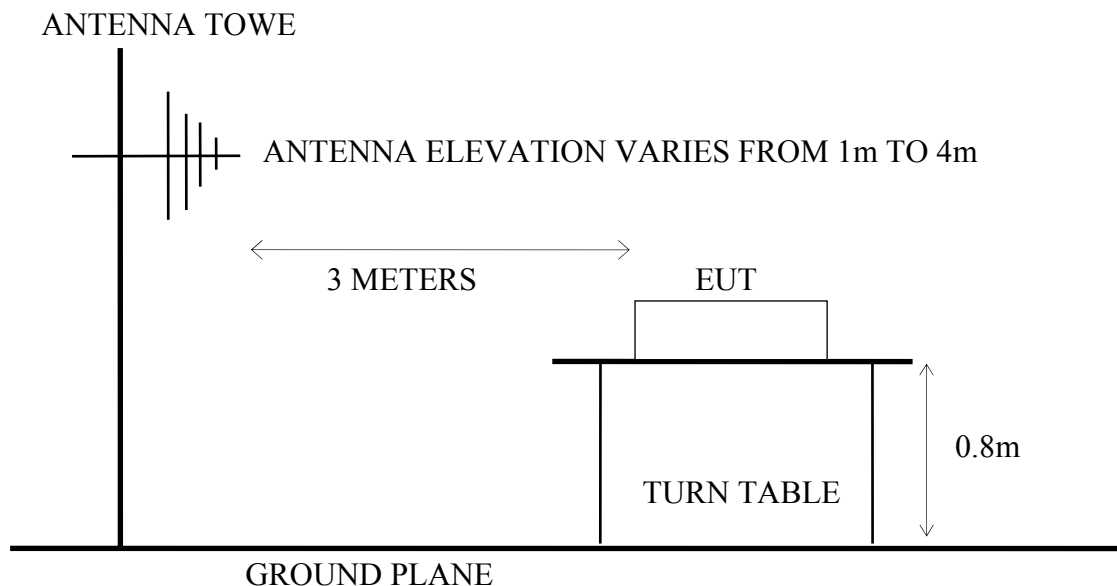 ANTENNA TOWE
ANTENNA ELEVATION VARIES FROM 1m TO 4m
3 METERS
EUT
0.8m
TURN TABLE
GROUND PLANE